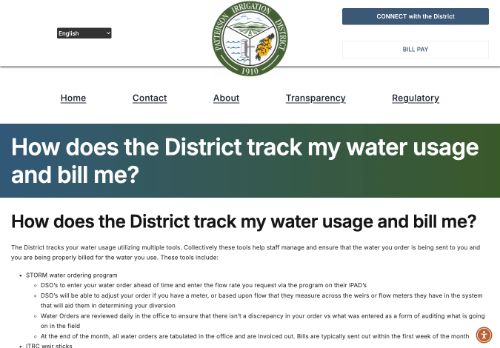 English
PATTERSON IRRIGATION DISTRICT
1910
CONNECT with the District
BILL PAY
Home
Contact
About
Transparency
Regulatory
How does the District track my water usage
and bill me?
How does the District track my water usage and bill me?
The District tracks your water usage utilizing multiple tools. Collectively these tools help staff manage and ensure that the water you order is being sent to you and
you are being properly billed for the water you use. These tools include:
STORM water ordering program
DSO's to enter your water order ahead of time and enter the flow rate you request via the program on their IPAD's
DSO's will be able to adjust your order if you have a meter, or based upon flow that they measure across the weirs or flow meters they have in the system
that will aid them in determining your diversion
Water Orders are reviewed daily in the office to ensure that there isn't a discrepancy in your order vs what was entered as a form of auditing what is going
on in the field
At the end of the month, all water orders are tabulated in the office and are invoiced out. Bills are typically sent out within the first week of the month
ITRC weir sticks